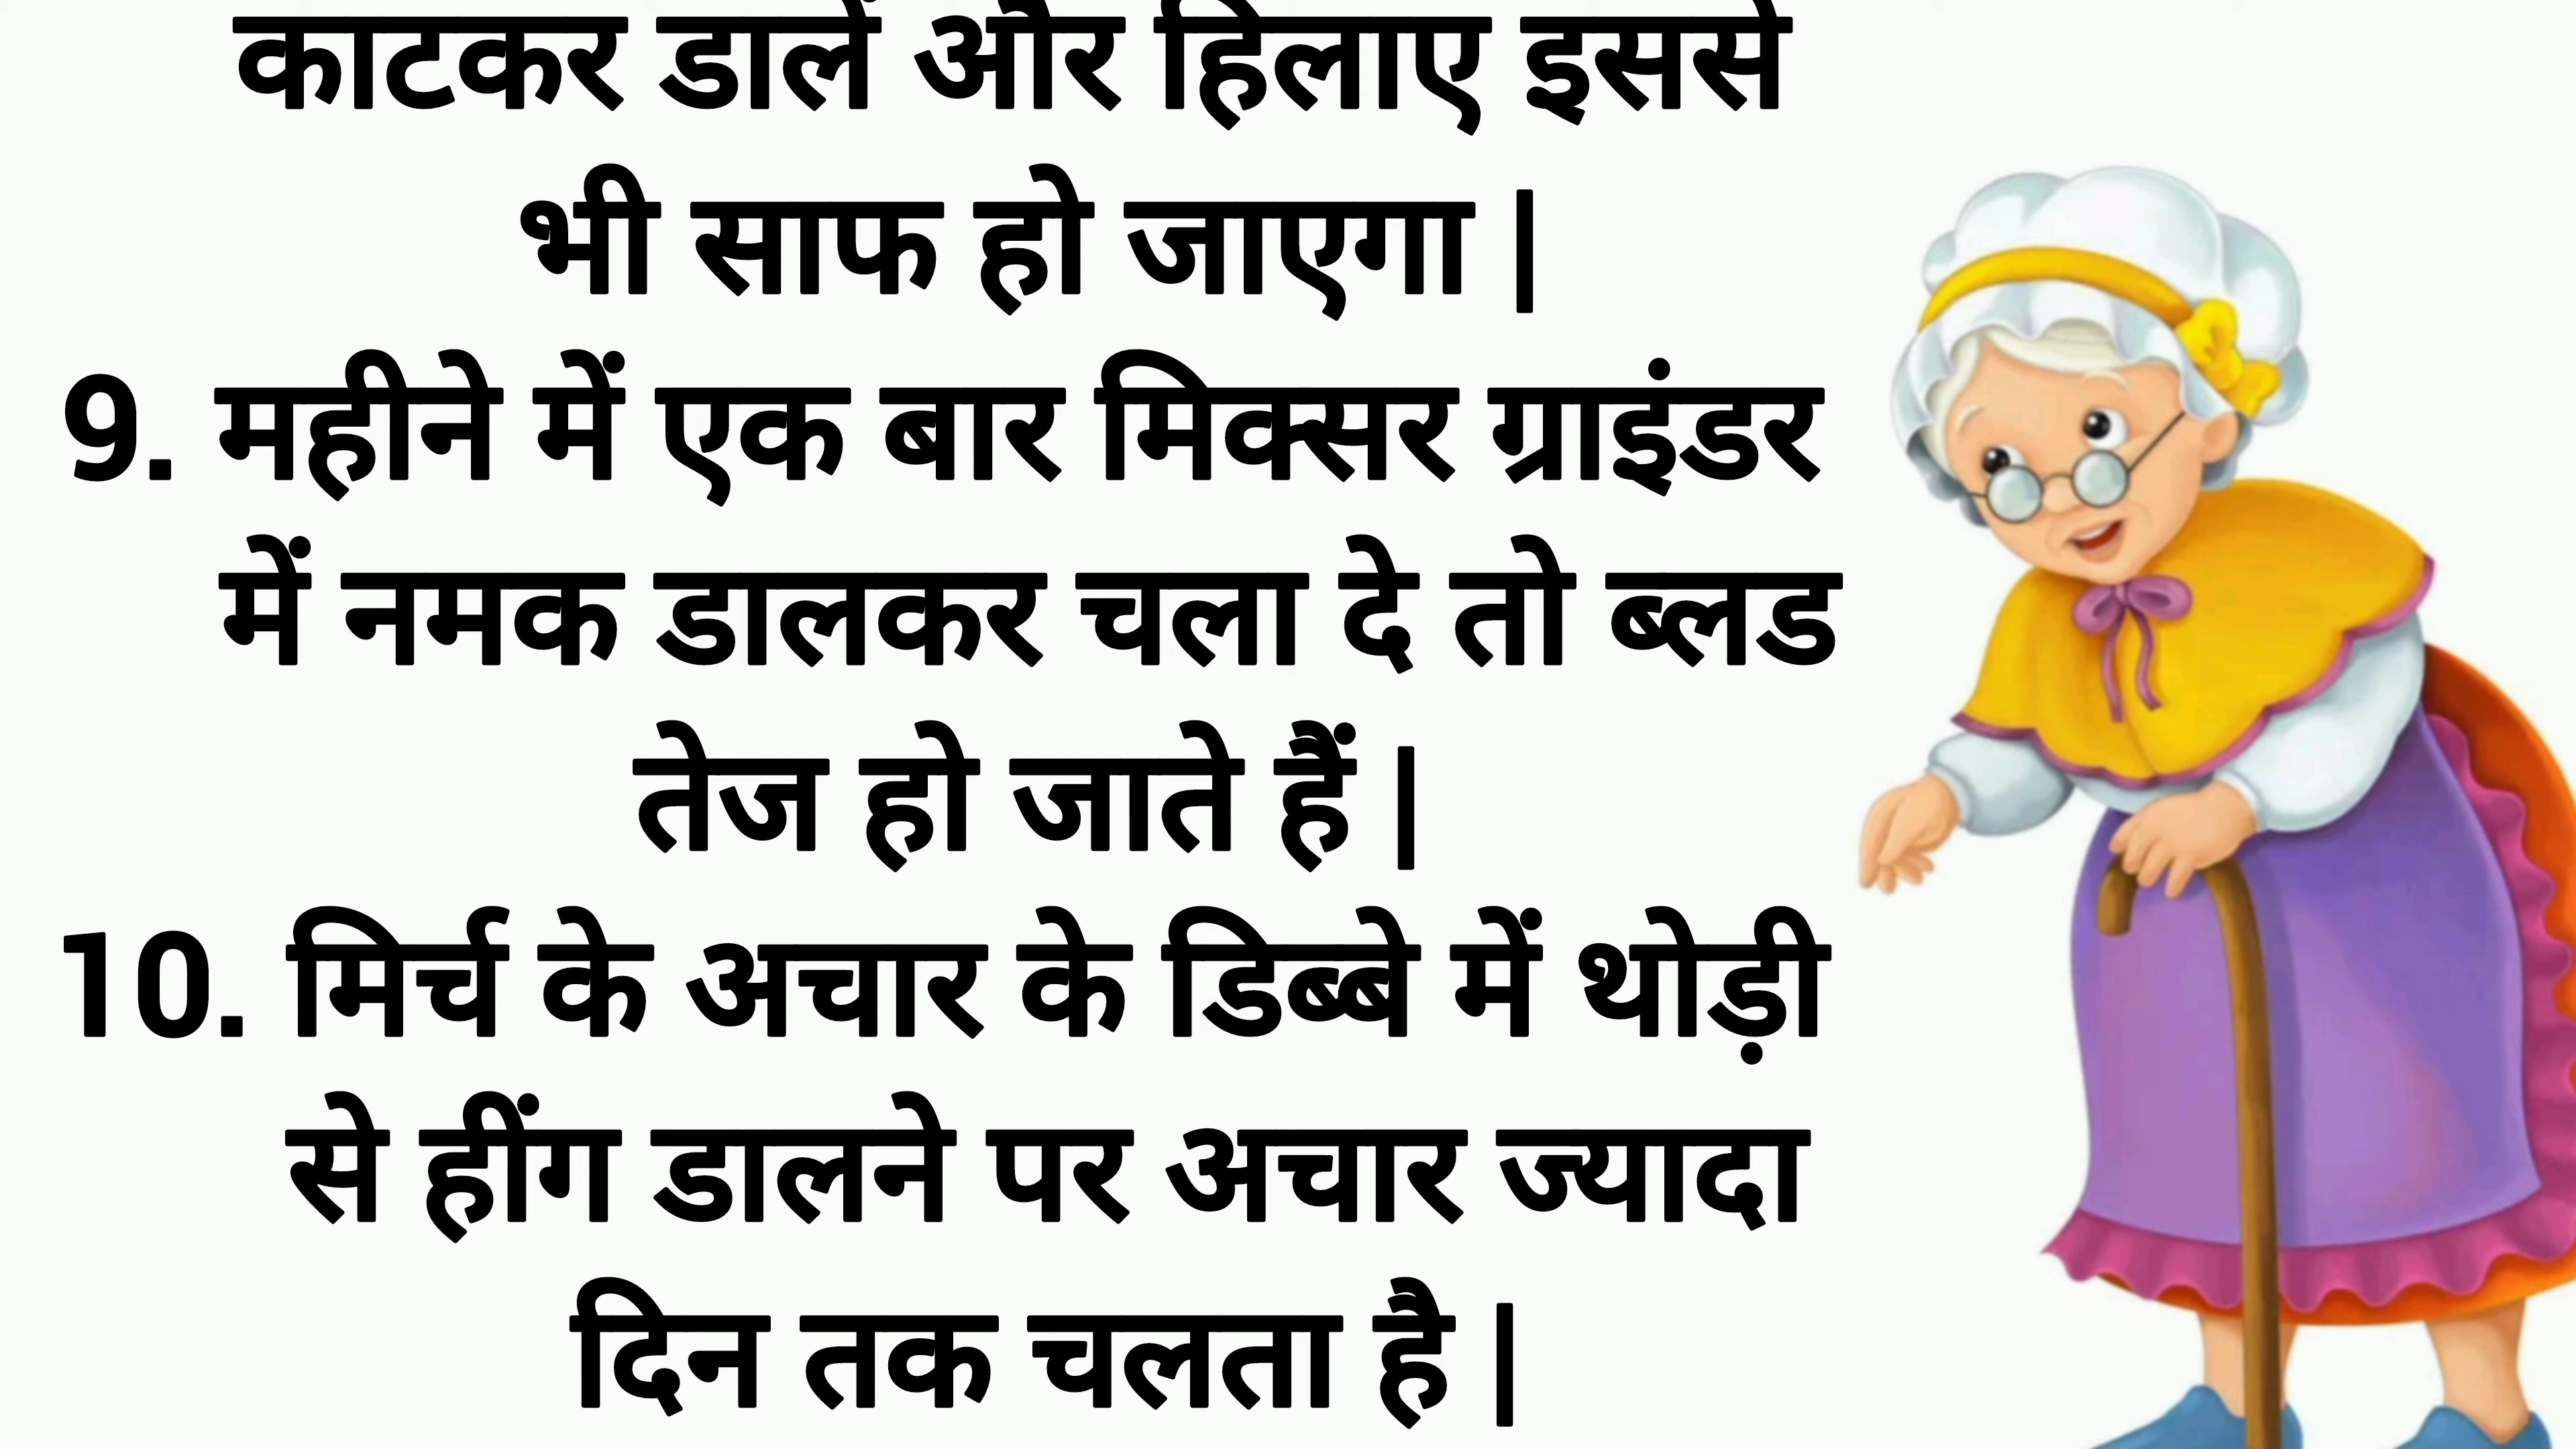 काटकर डालें और हिलाए इससे
भी साफ हो जाएगा |
9. महीने में एक बार मिक्सर ग्राइंडर
में नमक डालकर चला दे तो ब्लड
तेज हो जाते हैं |
10. मिर्च के अचार के डिब्बे में थोड़ी
से हींग डालने पर अचार ज्यादा
दिन तक चलता है |